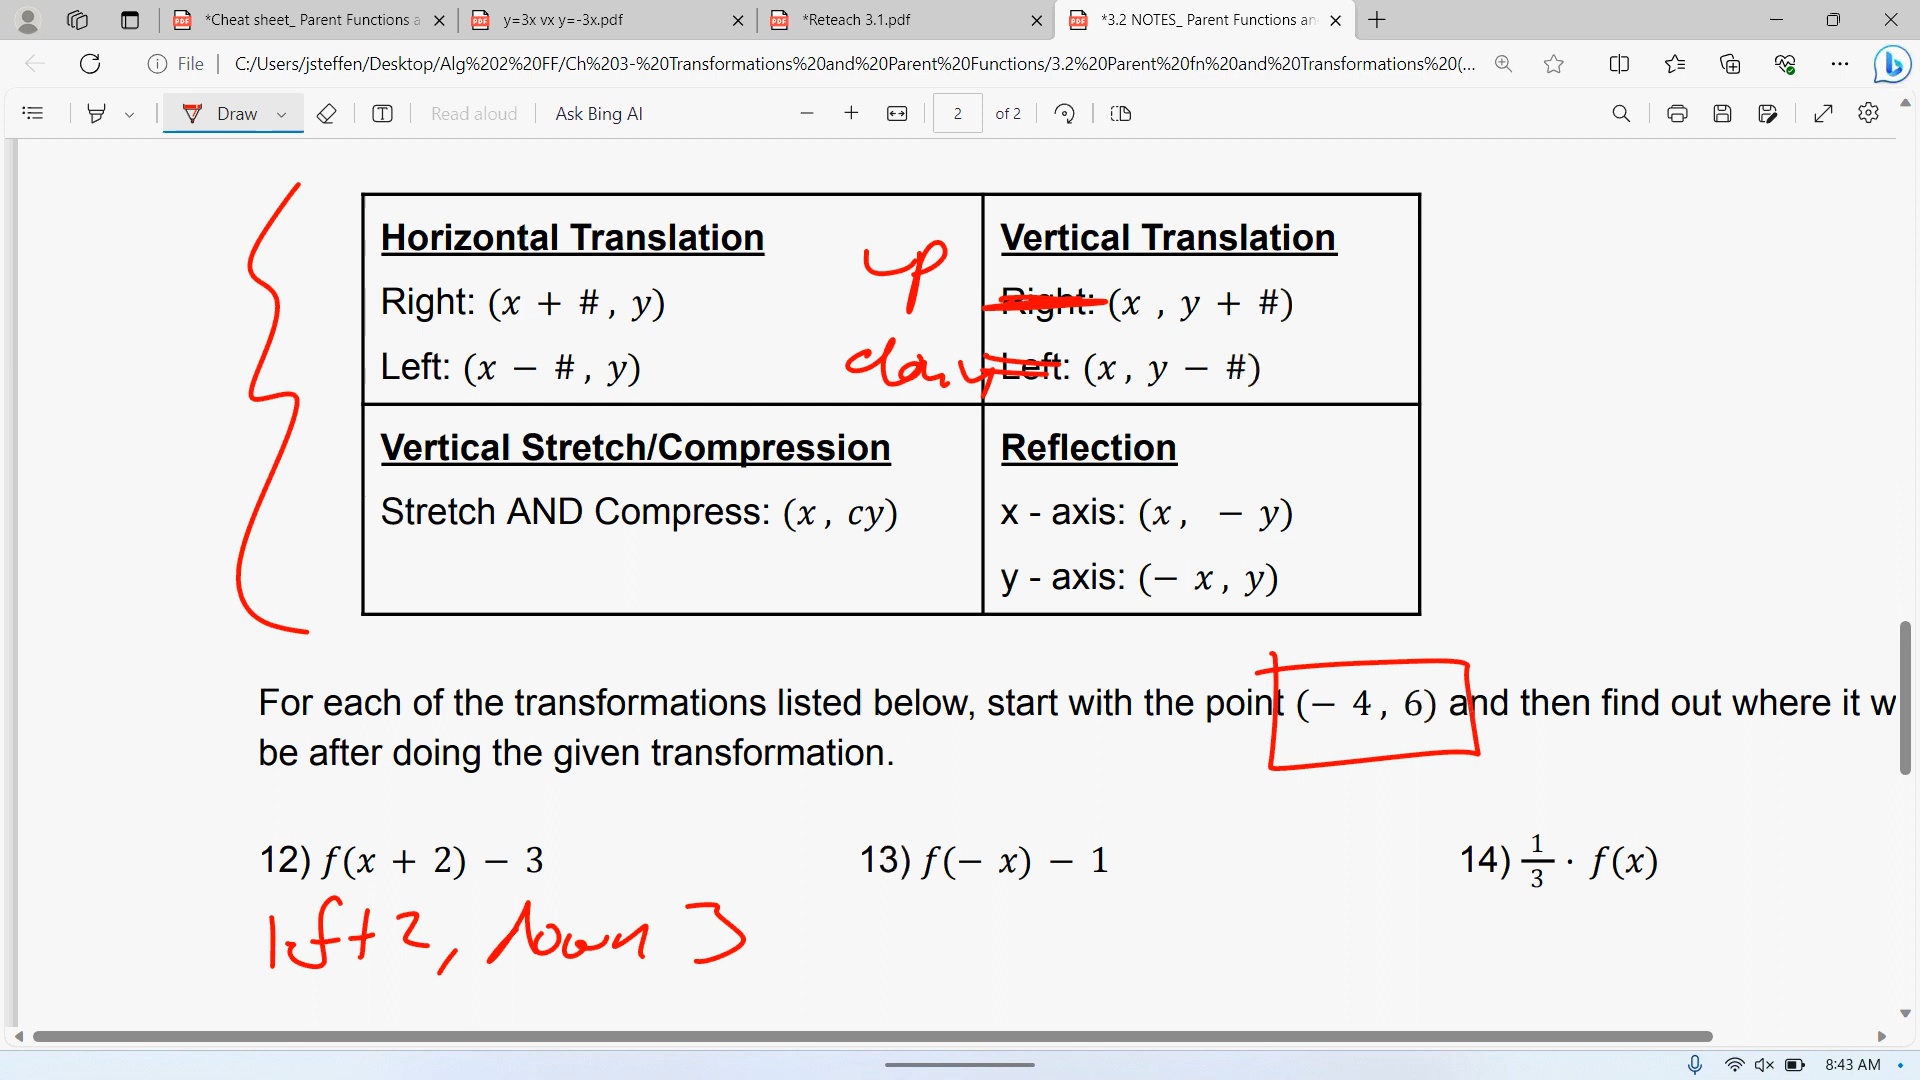 *Cheat sheet_ Parent Functions a
y=3x vx y=-3x.pdf
*Reteach 3.1.pdf
*3.2 NOTES_ Parent Functions an
File
C:/Users/jsteffen/Desktop/Alg%202%20FF/Ch%203-%20Transformations%20and%20Parent%20Functions/3.2%20Parent%20fn%20and%20Transformations%20(...
Draw
Read aloud
Ask Bing AI
2 of 2
Horizontal Translation
Right: (x + #, y)
Left: (x − #, y)
up
down
Vertical Translation
Right: (x , y + #)
Left: (x, y − #)
Vertical Stretch/Compression
Stretch AND Compress: (x, cy)
Reflection
x - axis: (x, − y)
y - axis: (− x, y)
For each of the transformations listed below, start with the point (− 4, 6) and then find out where it w
be after doing the given transformation.
12) f(x + 2) − 3
13) f(− x) − 1
14) 1/3 · f(x)
left 2, down 3
8:43 AM